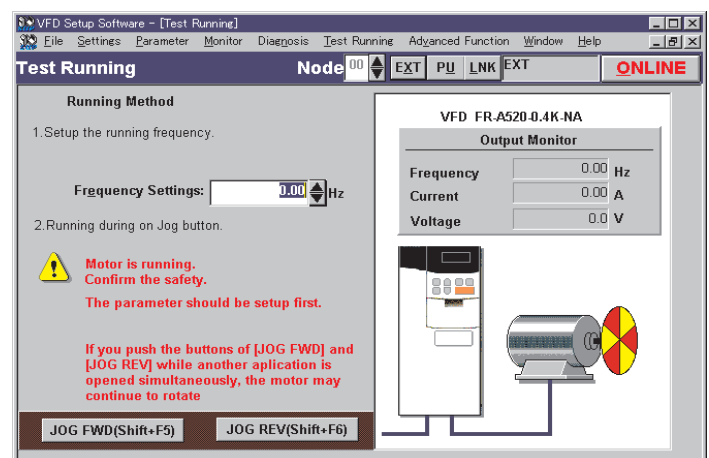 VFD Setup Software - [Test Running]
File Settings Parameter Monitor Diagnosis Test Running Advanced Function Window Help
Test Running Node 00 EXT PU LNK EXT ONLINE
Running Method
1.Setup the running frequency.
Frequency Settings: 0.00 Hz
2.Running during on Jog button.
Motor is running.
Confirm the safety.
The parameter should be setup first.
If you push the buttons of [JOG FWD] and
[JOG REV] while another aplication is
opened simultaneously, the motor may
continue to rotate
JOG FWD(Shift+F5) JOG REV(Shift+F6)
VFD FR-A520-0.4K-NA
Output Monitor
Frequency 0.00 Hz
Current 0.00 A
Voltage 0.0 V